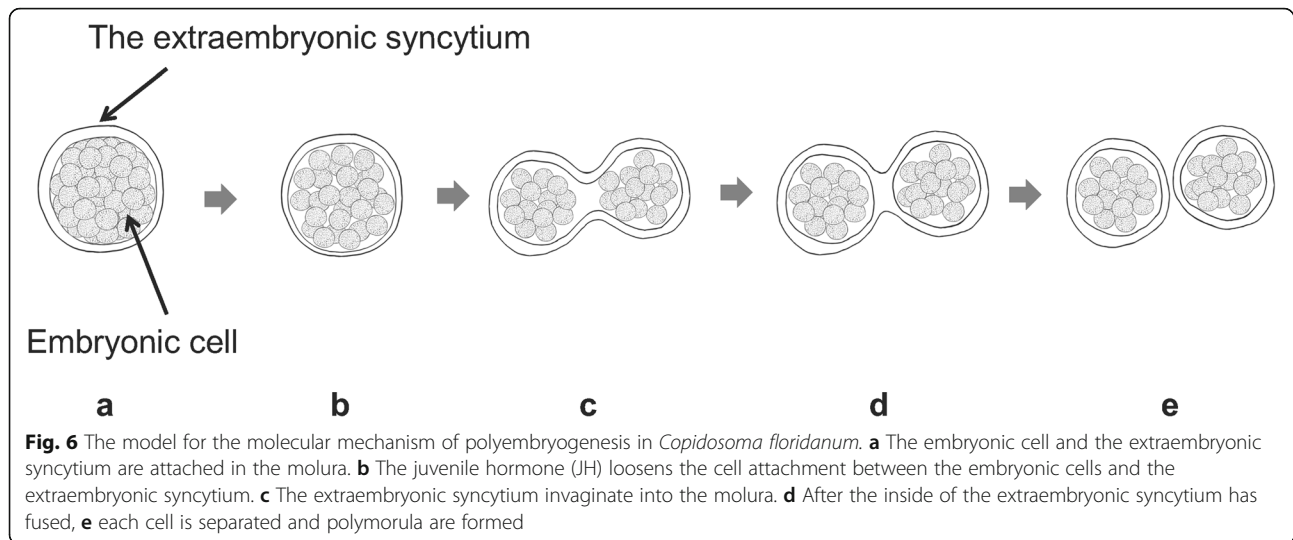 The extraembryonic syncytium
Embryonic cell
a b c d e
Fig. 6 The model for the molecular mechanism of polyembryogenesis in Copidosoma floridanum. a The embryonic cell and the extraembryonic
syncytium are attached in the molura. b The juvenile hormone (JH) loosens the cell attachment between the embryonic cells and the
extraembryonic syncytium. c The extraembryonic syncytium invaginate into the molura. d After the inside of the extraembryonic syncytium has
fused, e each cell is separated and polymorula are formed